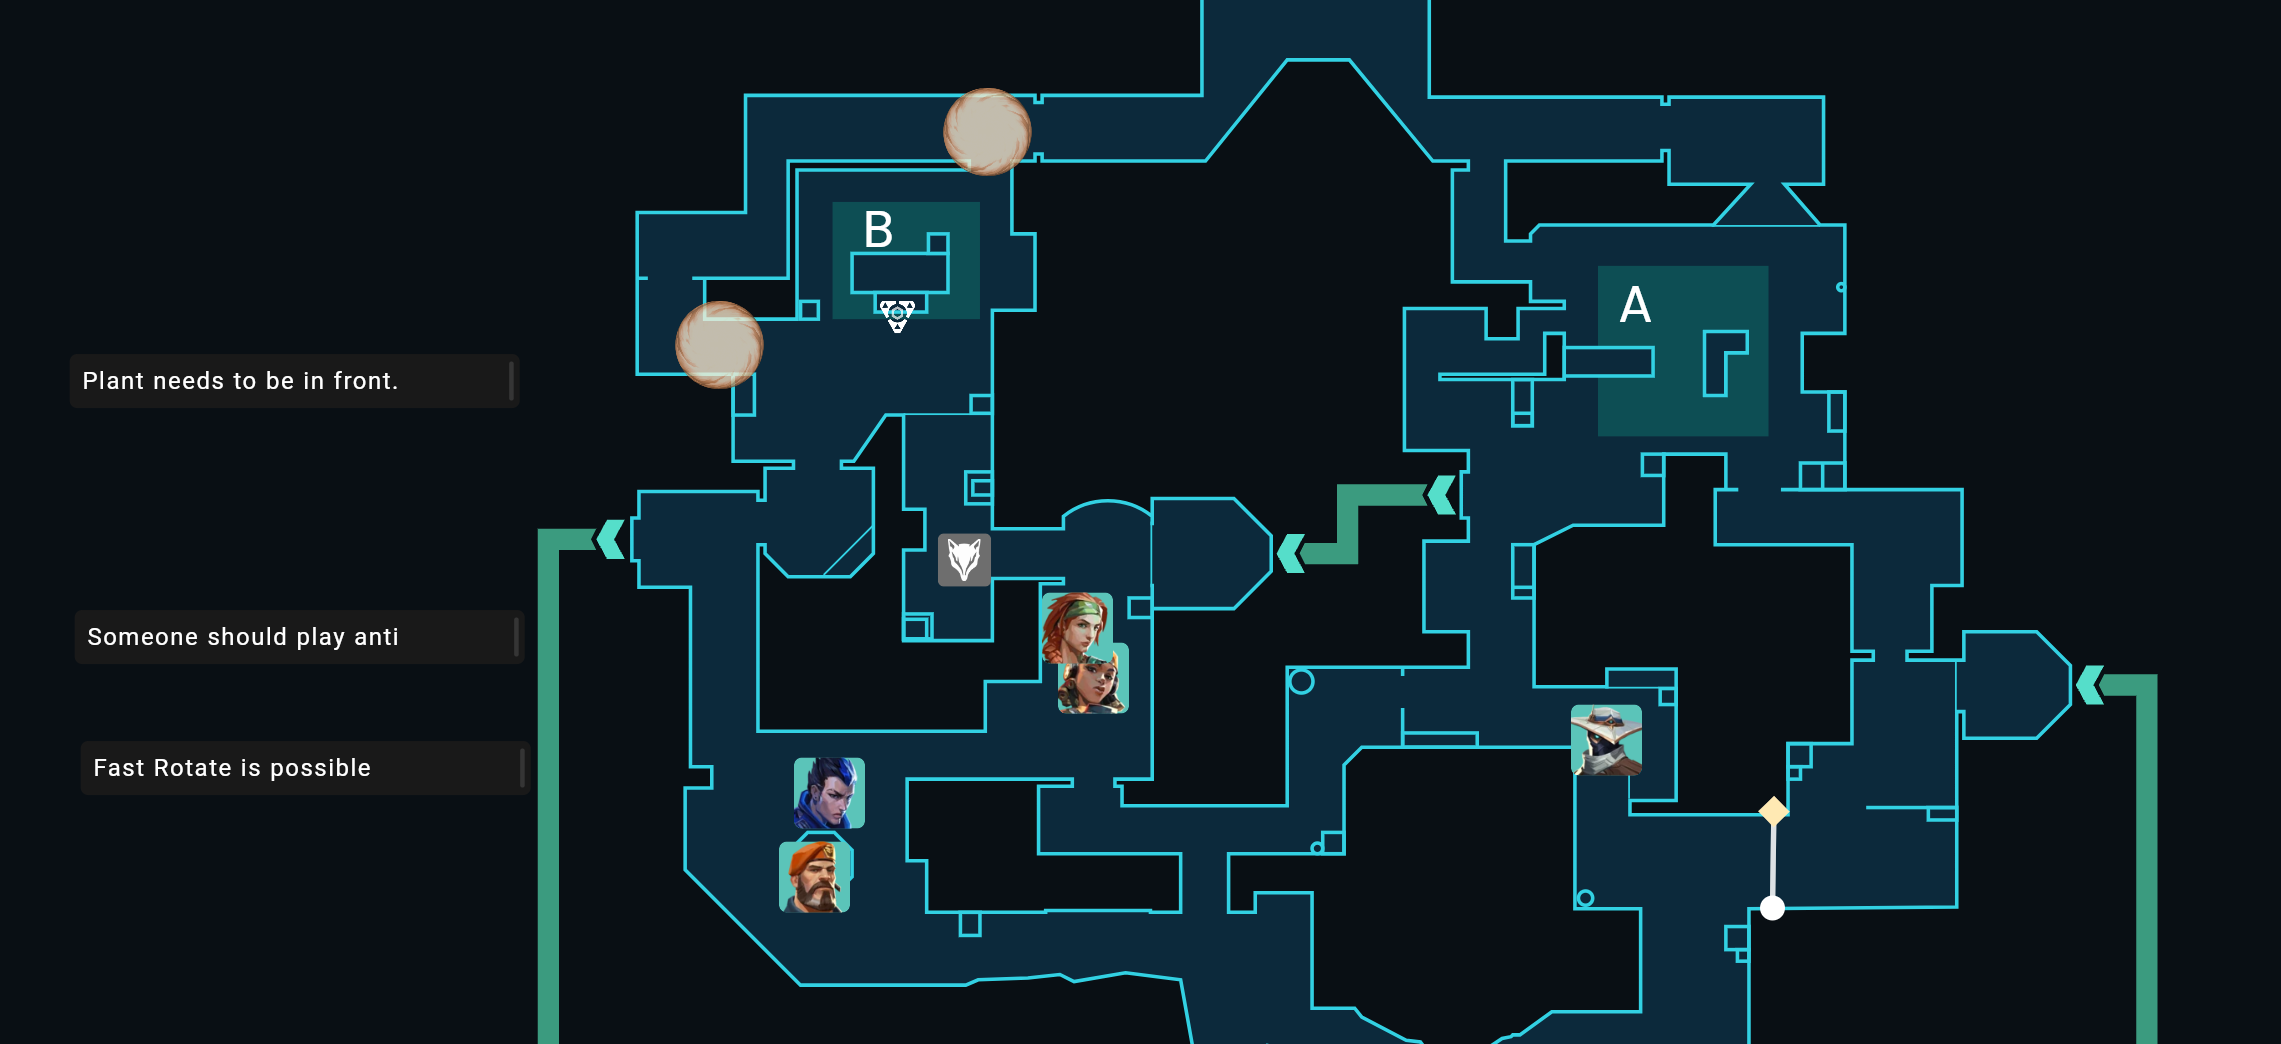 B
A
Plant needs to be in front.
Someone should play anti
Fast Rotate is possible